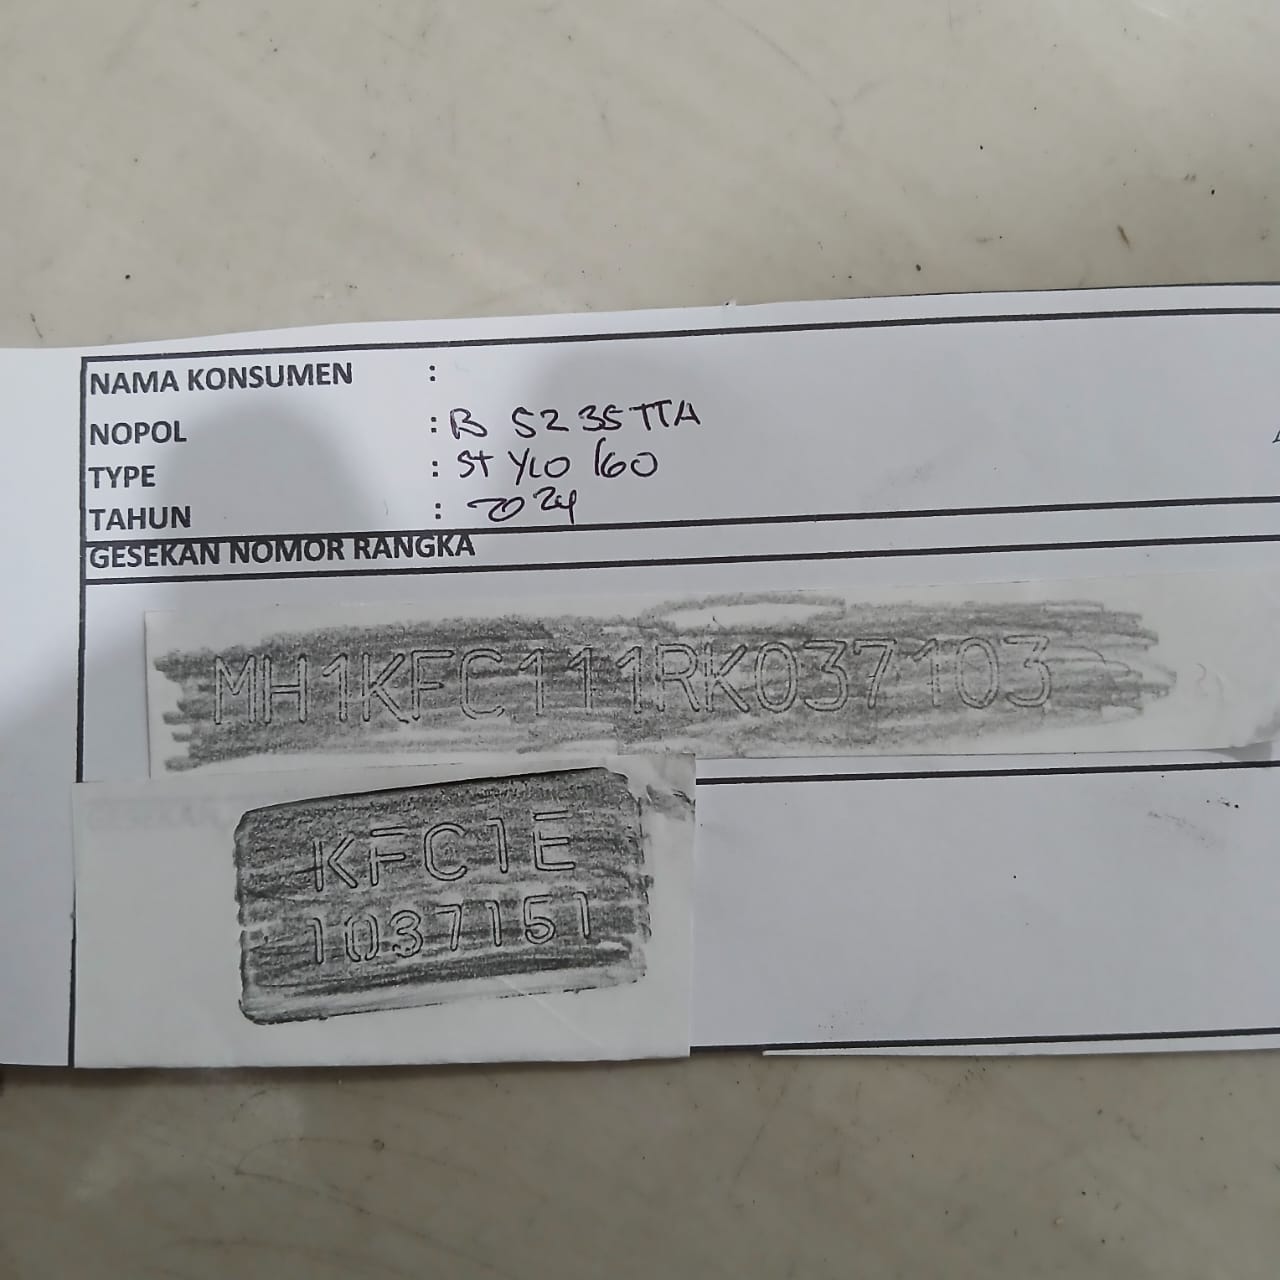 NAMA KONSUMEN :
NOPOL : B 5235 TTA
TYPE : STYLO 160
TAHUN : 2024
GESEKAN NOMOR RANGKA
MH1KFC111RK037103
KFC1E
1037151